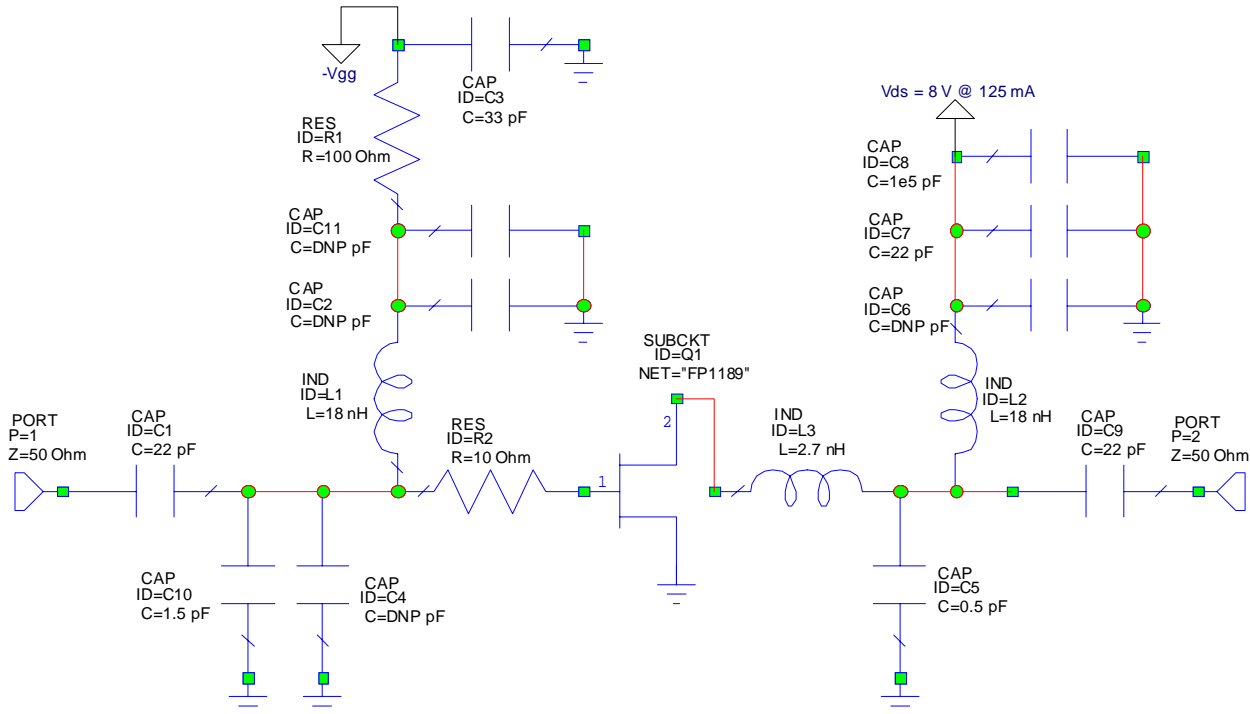 -Vgg
CAP
ID=C3
C=33 pF
RES
ID=R1
R=100 Ohm
CAP
ID=C11
C=DNP pF
CAP
ID=C2
C=DNP pF
IND
ID=L1
L=18 nH
PORT
P=1
Z=50 Ohm
CAP
ID=C1
C=22 pF
RES
ID=R2
R=10 Ohm
CAP
ID=C10
C=1.5 pF
CAP
ID=C4
C=DNP pF
SUBCKT
ID=Q1
NET="FP1189"
2
1
IND
ID=L3
L=2.7 nH
Vds = 8 V @ 125 mA
CAP
ID=C8
C=1e5 pF
CAP
ID=C7
C=22 pF
CAP
ID=C6
C=DNP pF
IND
ID=L2
L=18 nH
CAP
ID=C9
C=22 pF
PORT
P=2
Z=50 Ohm
CAP
ID=C5
C=0.5 pF